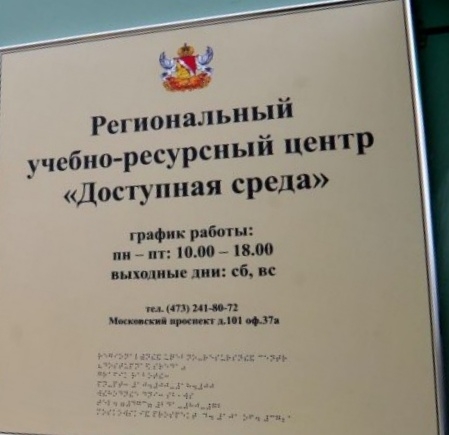 Региональный
учебно-ресурсный центр
«Доступная среда»
график работы:
пн – пт: 10.00 – 18.00
выходные дни: сб, вс
тел. (473) 241-80-72
Московский проспект д.101 оф.37а